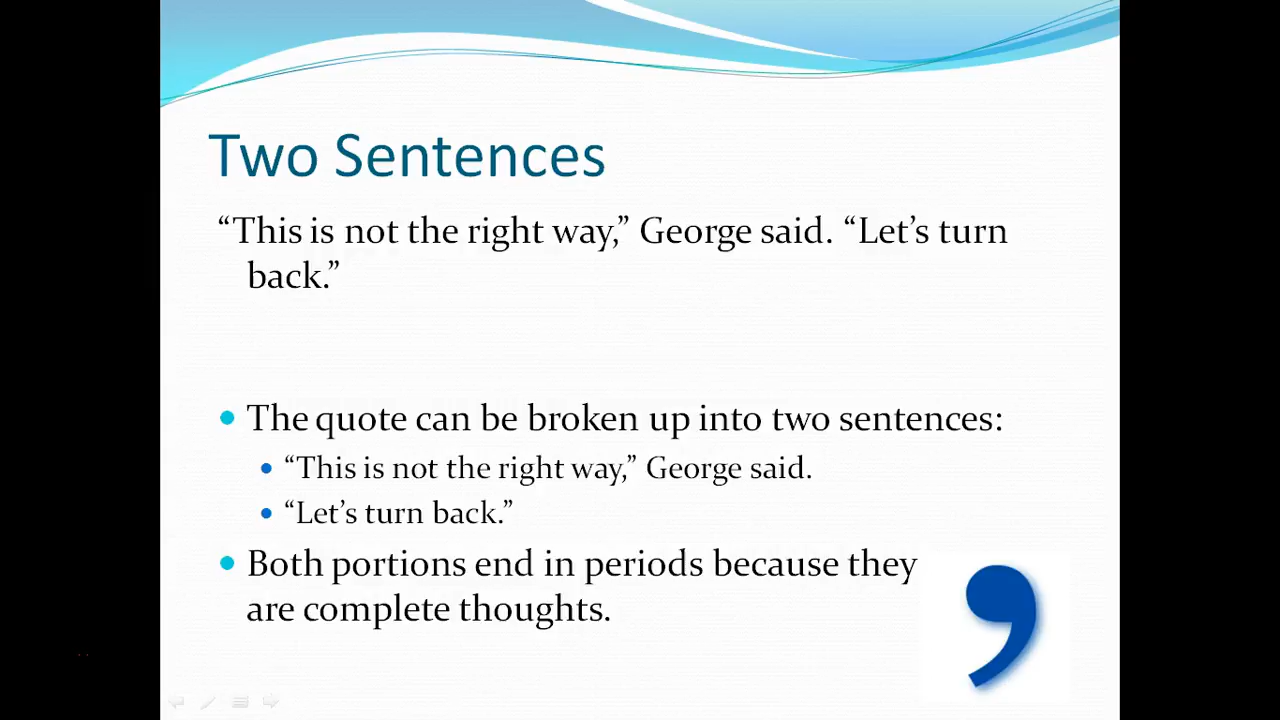 Two Sentences
“This is not the right way,” George said. “Let’s turn
back.”
The quote can be broken up into two sentences:
“This is not the right way,” George said.
“Let’s turn back.”
Both portions end in periods because they
are complete thoughts.